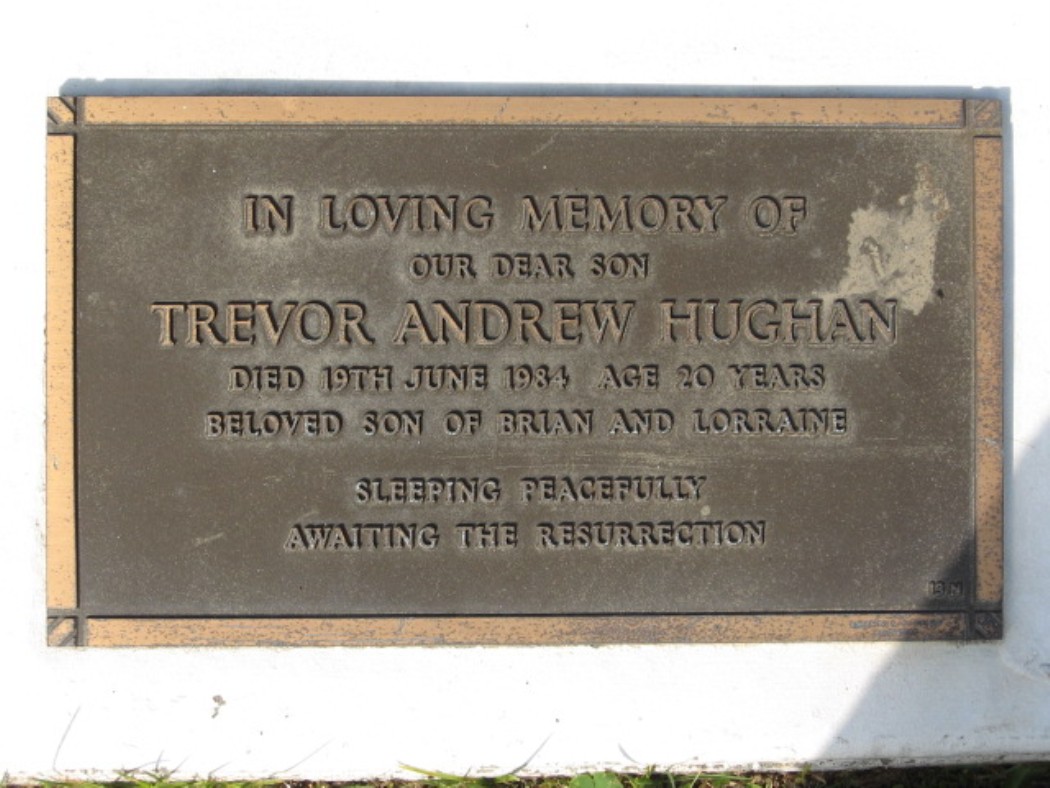 IN LOVING MEMORY OF
OUR DEAR SON
TREVOR ANDREW HUGHAN
DIED 19TH JUNE 1984 AGE 20 YEARS
BELOVED SON OF BRIAN AND LORRAINE
SLEEPING PEACEFULLY
AWAITING THE RESURRECTION